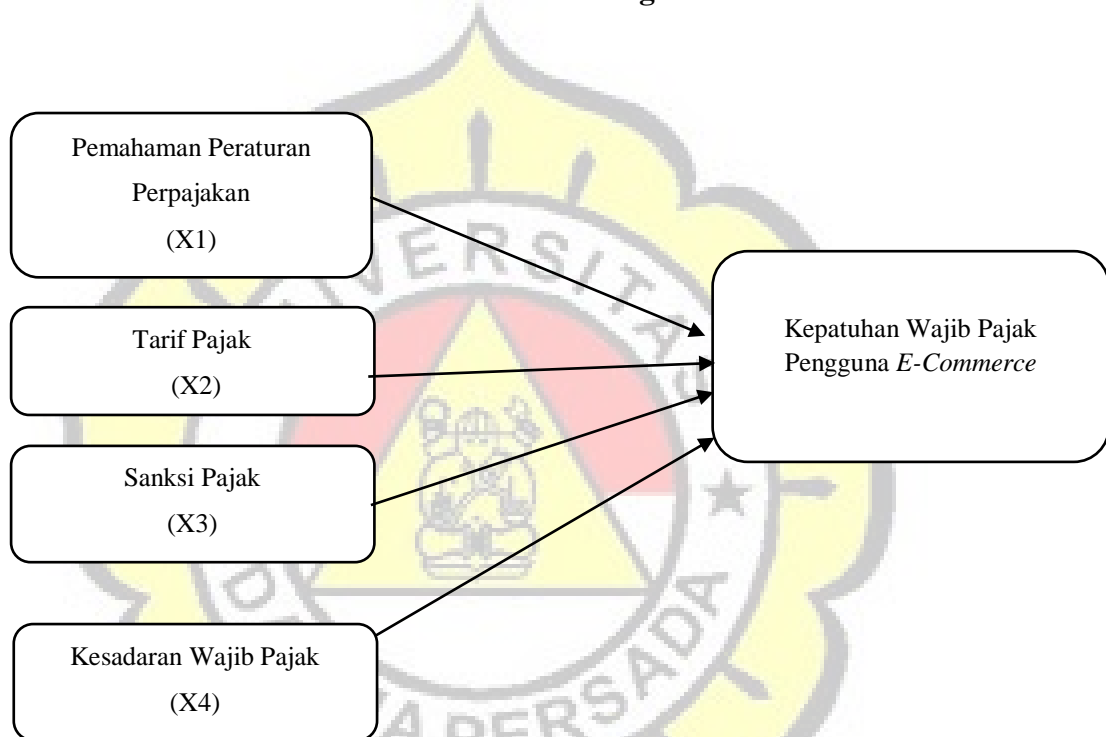 Pemahaman Peraturan
Perpajakan
(X1)
Tarif Pajak
(X2)
Sanksi Pajak
(X3)
Kesadaran Wajib Pajak
(X4)
Kepatuhan Wajib Pajak
Pengguna E-Commerce
PERSADA